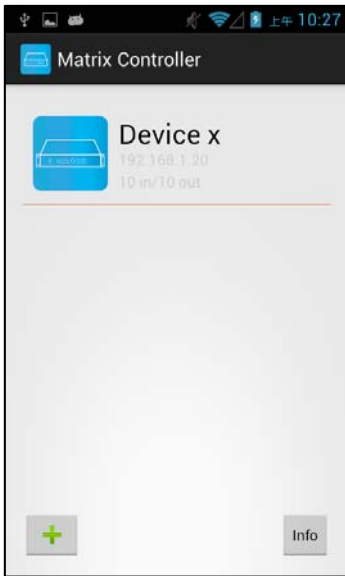 上午 10:27
Matrix Controller
Device x
192.168.1.20
10 in/10 out
Info